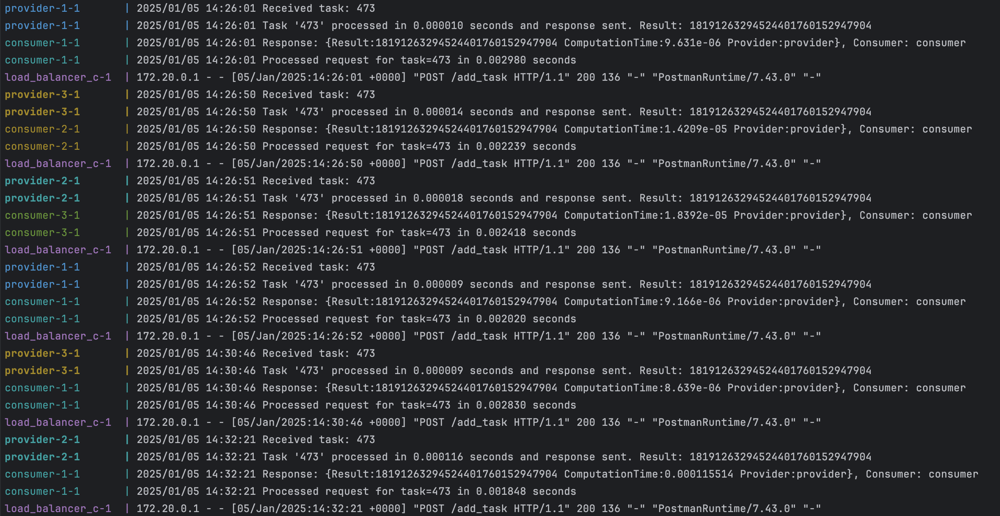 provider-1-1 | 2025/01/05 14:26:01 Received task: 473
provider-1-1 | 2025/01/05 14:26:01 Task '473' processed in 0.000010 seconds and response sent. Result: 18191263294524401760152947904
consumer-1-1 | 2025/01/05 14:26:01 Response: {Result:18191263294524401760152947904 ComputationTime:9.631e-06 Provider:provider}, Consumer: consumer
consumer-1-1 | 2025/01/05 14:26:01 Processed request for task=473 in 0.002980 seconds
load_balancer_c-1 | 172.20.0.1 - - [05/Jan/2025:14:26:01 +0000] "POST /add_task HTTP/1.1" 200 136 "-" "PostmanRuntime/7.43.0" "-"
provider-3-1 | 2025/01/05 14:26:50 Received task: 473
provider-3-1 | 2025/01/05 14:26:50 Task '473' processed in 0.000014 seconds and response sent. Result: 18191263294524401760152947904
consumer-2-1 | 2025/01/05 14:26:50 Response: {Result:18191263294524401760152947904 ComputationTime:1.4209e-05 Provider:provider}, Consumer: consumer
consumer-2-1 | 2025/01/05 14:26:50 Processed request for task=473 in 0.002239 seconds
load_balancer_c-1 | 172.20.0.1 - - [05/Jan/2025:14:26:50 +0000] "POST /add_task HTTP/1.1" 200 136 "-" "PostmanRuntime/7.43.0" "-"
provider-2-1 | 2025/01/05 14:26:51 Received task: 473
provider-2-1 | 2025/01/05 14:26:51 Task '473' processed in 0.000018 seconds and response sent. Result: 18191263294524401760152947904
consumer-3-1 | 2025/01/05 14:26:51 Response: {Result:18191263294524401760152947904 ComputationTime:1.8392e-05 Provider:provider}, Consumer: consumer
consumer-3-1 | 2025/01/05 14:26:51 Processed request for task=473 in 0.002418 seconds
load_balancer_c-1 | 172.20.0.1 - - [05/Jan/2025:14:26:51 +0000] "POST /add_task HTTP/1.1" 200 136 "-" "PostmanRuntime/7.43.0" "-"
provider-1-1 | 2025/01/05 14:26:52 Received task: 473
provider-1-1 | 2025/01/05 14:26:52 Task '473' processed in 0.000009 seconds and response sent. Result: 18191263294524401760152947904
consumer-1-1 | 2025/01/05 14:26:52 Response: {Result:18191263294524401760152947904 ComputationTime:9.166e-06 Provider:provider}, Consumer: consumer
consumer-1-1 | 2025/01/05 14:26:52 Processed request for task=473 in 0.002020 seconds
load_balancer_c-1 | 172.20.0.1 - - [05/Jan/2025:14:26:52 +0000] "POST /add_task HTTP/1.1" 200 136 "-" "PostmanRuntime/7.43.0" "-"
provider-3-1 | 2025/01/05 14:30:46 Received task: 473
provider-3-1 | 2025/01/05 14:30:46 Task '473' processed in 0.000009 seconds and response sent. Result: 18191263294524401760152947904
consumer-1-1 | 2025/01/05 14:30:46 Response: {Result:18191263294524401760152947904 ComputationTime:8.639e-06 Provider:provider}, Consumer: consumer
consumer-1-1 | 2025/01/05 14:30:46 Processed request for task=473 in 0.002830 seconds
load_balancer_c-1 | 172.20.0.1 - - [05/Jan/2025:14:30:46 +0000] "POST /add_task HTTP/1.1" 200 136 "-" "PostmanRuntime/7.43.0" "-"
provider-2-1 | 2025/01/05 14:32:21 Received task: 473
provider-2-1 | 2025/01/05 14:32:21 Task '473' processed in 0.000116 seconds and response sent. Result: 18191263294524401760152947904
consumer-1-1 | 2025/01/05 14:32:21 Response: {Result:18191263294524401760152947904 ComputationTime:0.000115514 Provider:provider}, Consumer: consumer
consumer-1-1 | 2025/01/05 14:32:21 Processed request for task=473 in 0.001848 seconds
load_balancer_c-1 | 172.20.0.1 - - [05/Jan/2025:14:32:21 +0000] "POST /add_task HTTP/1.1" 200 136 "-" "PostmanRuntime/7.43.0" "-"